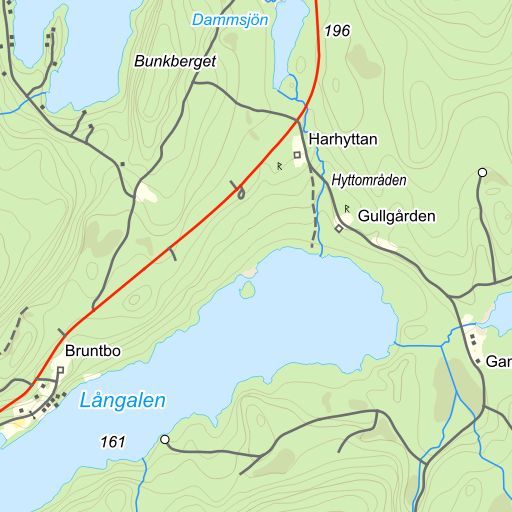 Dammsjön
196
Bunkberget
Harhyttan
R
Hyttområden
R
Gullgården
Bruntbo
Gar
Långalen
161